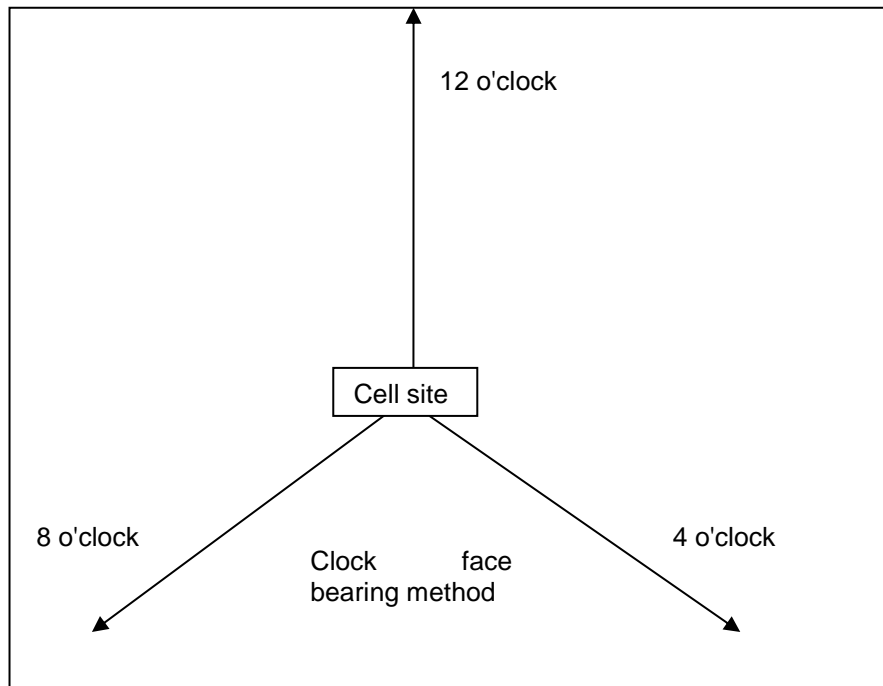 12 o'clock
Cell site
8 o'clock
4 o'clock
Clock face
bearing method